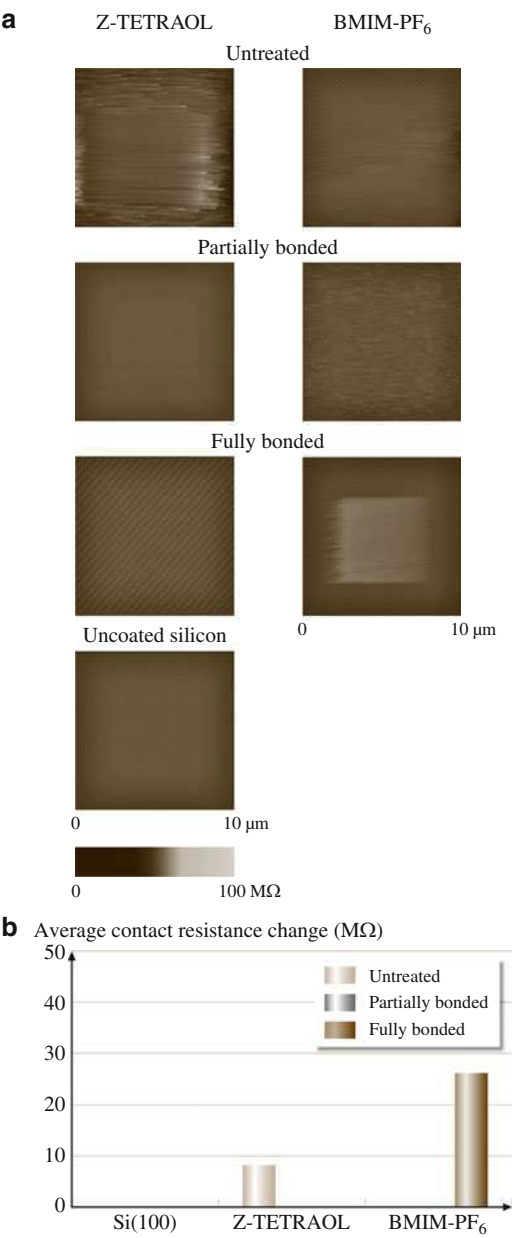 a
Z-TETRAOL BMIM-PF₆
Untreated
Partially bonded
Fully bonded
Uncoated silicon
0 10 μm
0 10 μm
0 100 MΩ
b Average contact resistance change (MΩ)
50
40
30
20
10
0
Untreated
Partially bonded
Fully bonded
Si(100) Z-TETRAOL BMIM-PF₆